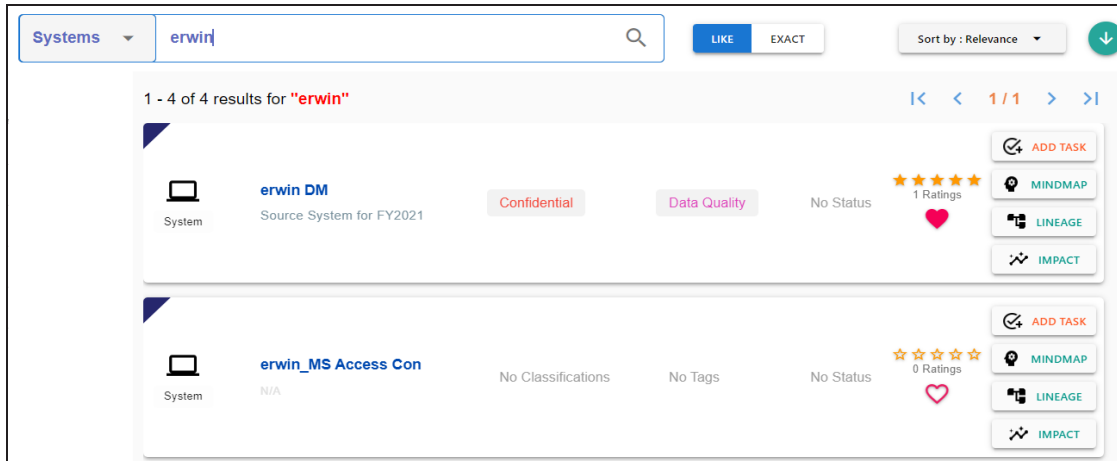 Systems erwin LIKE EXACT Sort by : Relevance
1 - 4 of 4 results for "erwin" 1 / 1
ADD TASK
erwin DM
Confidential Data Quality No Status
1 Ratings
MINDMAP
System
Source System for FY2021
LINEAGE
IMPACT
ADD TASK
erwin_MS Access Con
No Classifications No Tags No Status
0 Ratings
MINDMAP
System
N/A
LINEAGE
IMPACT